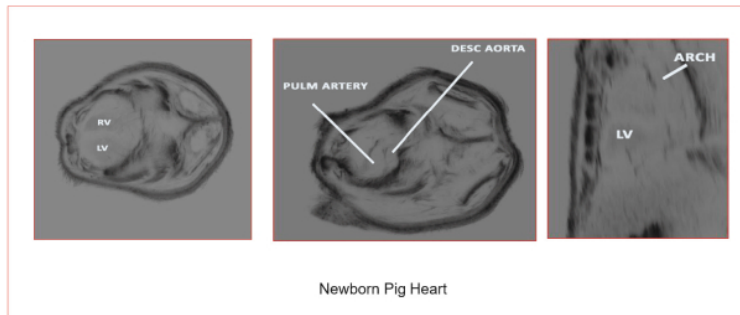 RV
LV
DESC AORTA
PULM ARTERY
ARCH
LV
Newborn Pig Heart